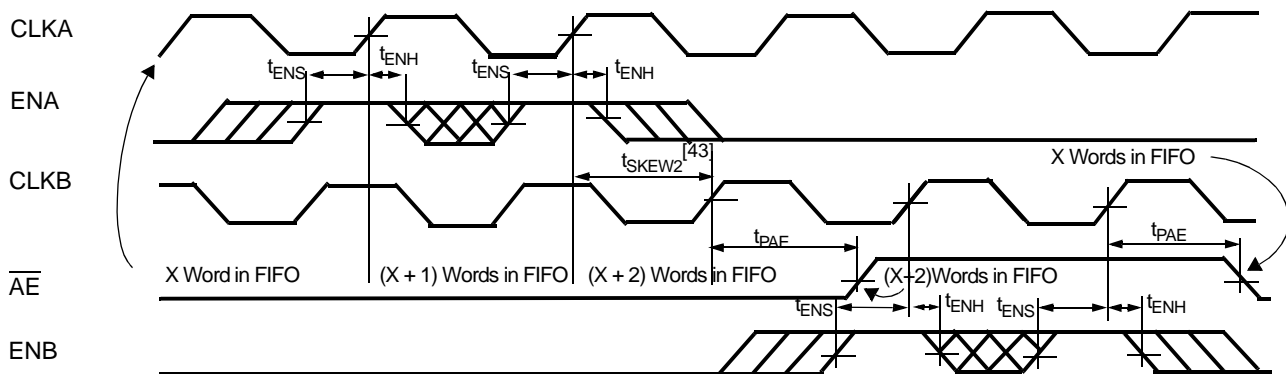 CLKA
tENS tENH tENS tENH
ENA
tSKEW2[43] X Words in FIFO
CLKB
tPAE tPAE
AE X Word in FIFO (X + 1) Words in FIFO (X + 2) Words in FIFO (X+2)Words in FIFO
tENS tENH tENS tENH
ENB